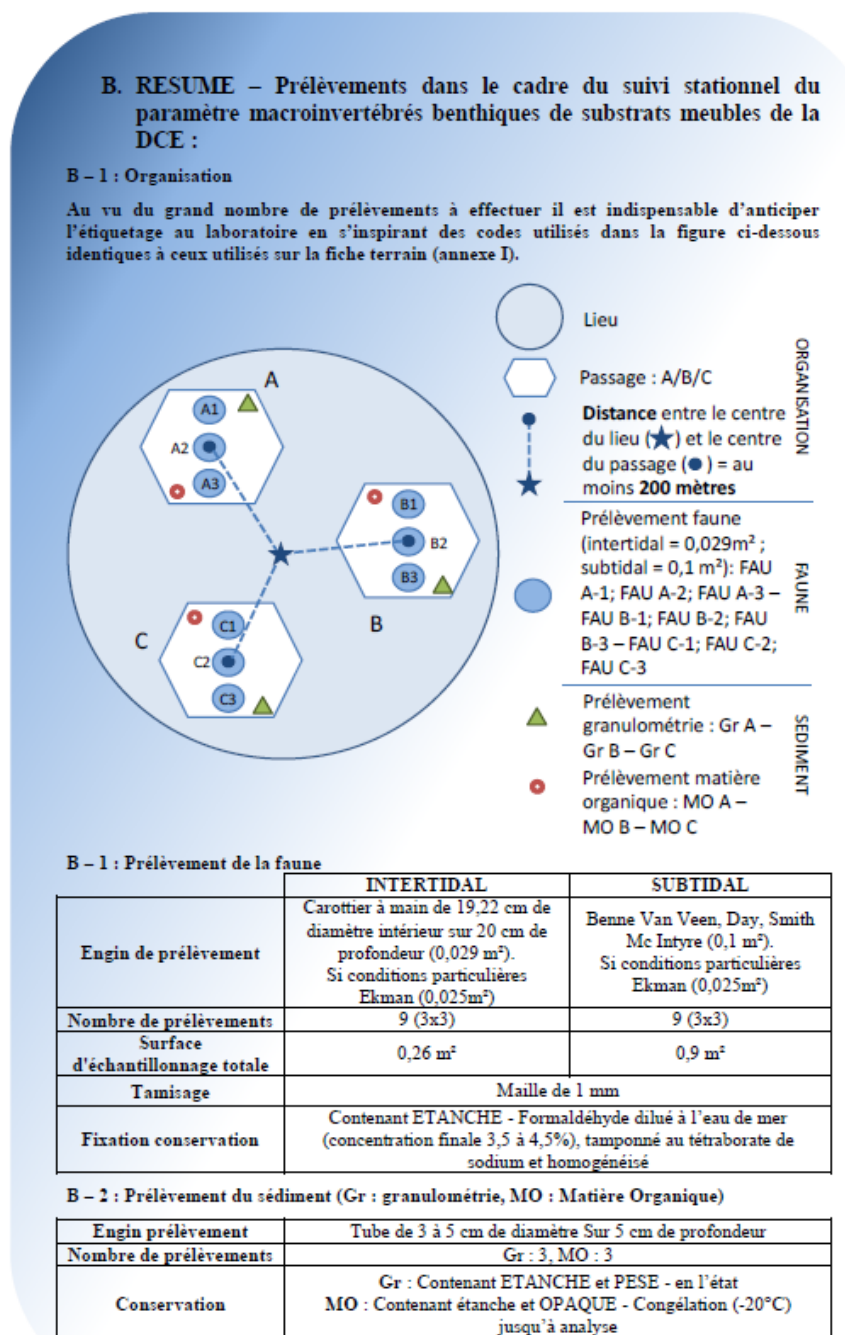 B. RESUME – Prélèvements dans le cadre du suivi stationnel du
paramètre macroinvertébrés benthiques de substrats meubles de la
DCE :
B – 1 : Organisation
Au vu du grand nombre de prélèvements à effectuer il est indispensable d'anticiper
l'étiquetage au laboratoire en s'inspirant des codes utilisés dans la figure ci-dessous
identiques à ceux utilisés sur la fiche terrain (annexe I).
A
A1
A2
A3
B1
B2
B3
B
C
C1
C2
C3
Lieu
Passage : A/B/C
Distance entre le centre
du lieu (★) et le centre
du passage (●) = au
moins 200 mètres
ORGANISATION
Prélèvement faune
(intertidal = 0,029m² ;
subtidal = 0,1 m²): FAU
A-1; FAU A-2; FAU A-3 –
FAU B-1; FAU B-2; FAU
B-3 – FAU C-1; FAU C-2;
FAU C-3
FAUNE
Prélèvement
granulométrie : Gr A –
Gr B – Gr C
Prélèvement matière
organique : MO A –
MO B – MO C
SEDIMENT
B – 1 : Prélèvement de la faune
INTERTIDAL
SUBTIDAL
Engin de prélèvement
Carottier à main de 19,22 cm de
diamètre intérieur sur 20 cm de
profondeur (0,029 m²).
Si conditions particulières
Ekman (0,025m²)
Benne Van Veen, Day, Smith
Mc Intyre (0,1 m²).
Si conditions particulières
Ekman (0,025m²)
Nombre de prélèvements
9 (3x3)
9 (3x3)
Surface
d'échantillonnage totale
0,26 m²
0,9 m²
Tamisage
Maille de 1 mm
Fixation conservation
Contenant ETANCHE - Formaldéhyde dilué à l'eau de mer
(concentration finale 3,5 à 4,5%), tamponné au tétraborate de
sodium et homogénéisé
B – 2 : Prélèvement du sédiment (Gr : granulométrie, MO : Matière Organique)
Engin prélèvement
Tube de 3 à 5 cm de diamètre Sur 5 cm de profondeur
Nombre de prélèvements
Gr : 3, MO : 3
Conservation
Gr : Contenant ETANCHE et PESE - en l'état
MO : Contenant étanche et OPAQUE - Congélation (-20°C)
jusqu'à analyse